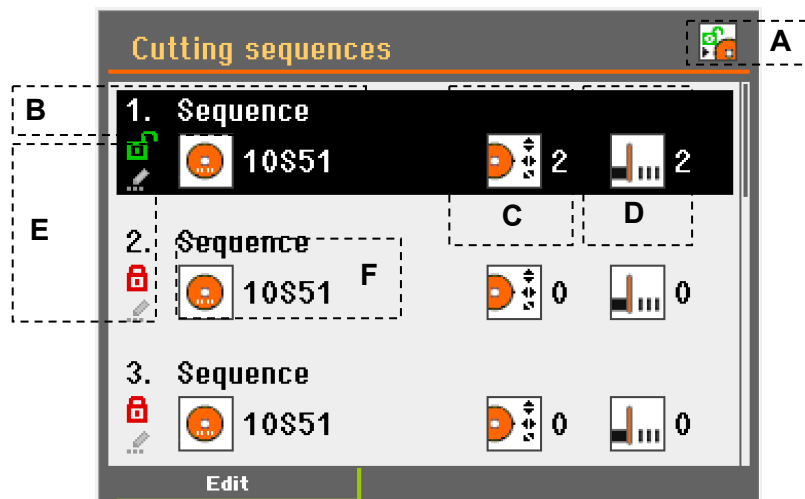 Cutting sequences
A
B
1. Sequence
10S51 2 2
E
C
D
2. Sequence
F
10S51 0 0
3. Sequence
10S51 0 0
Edit